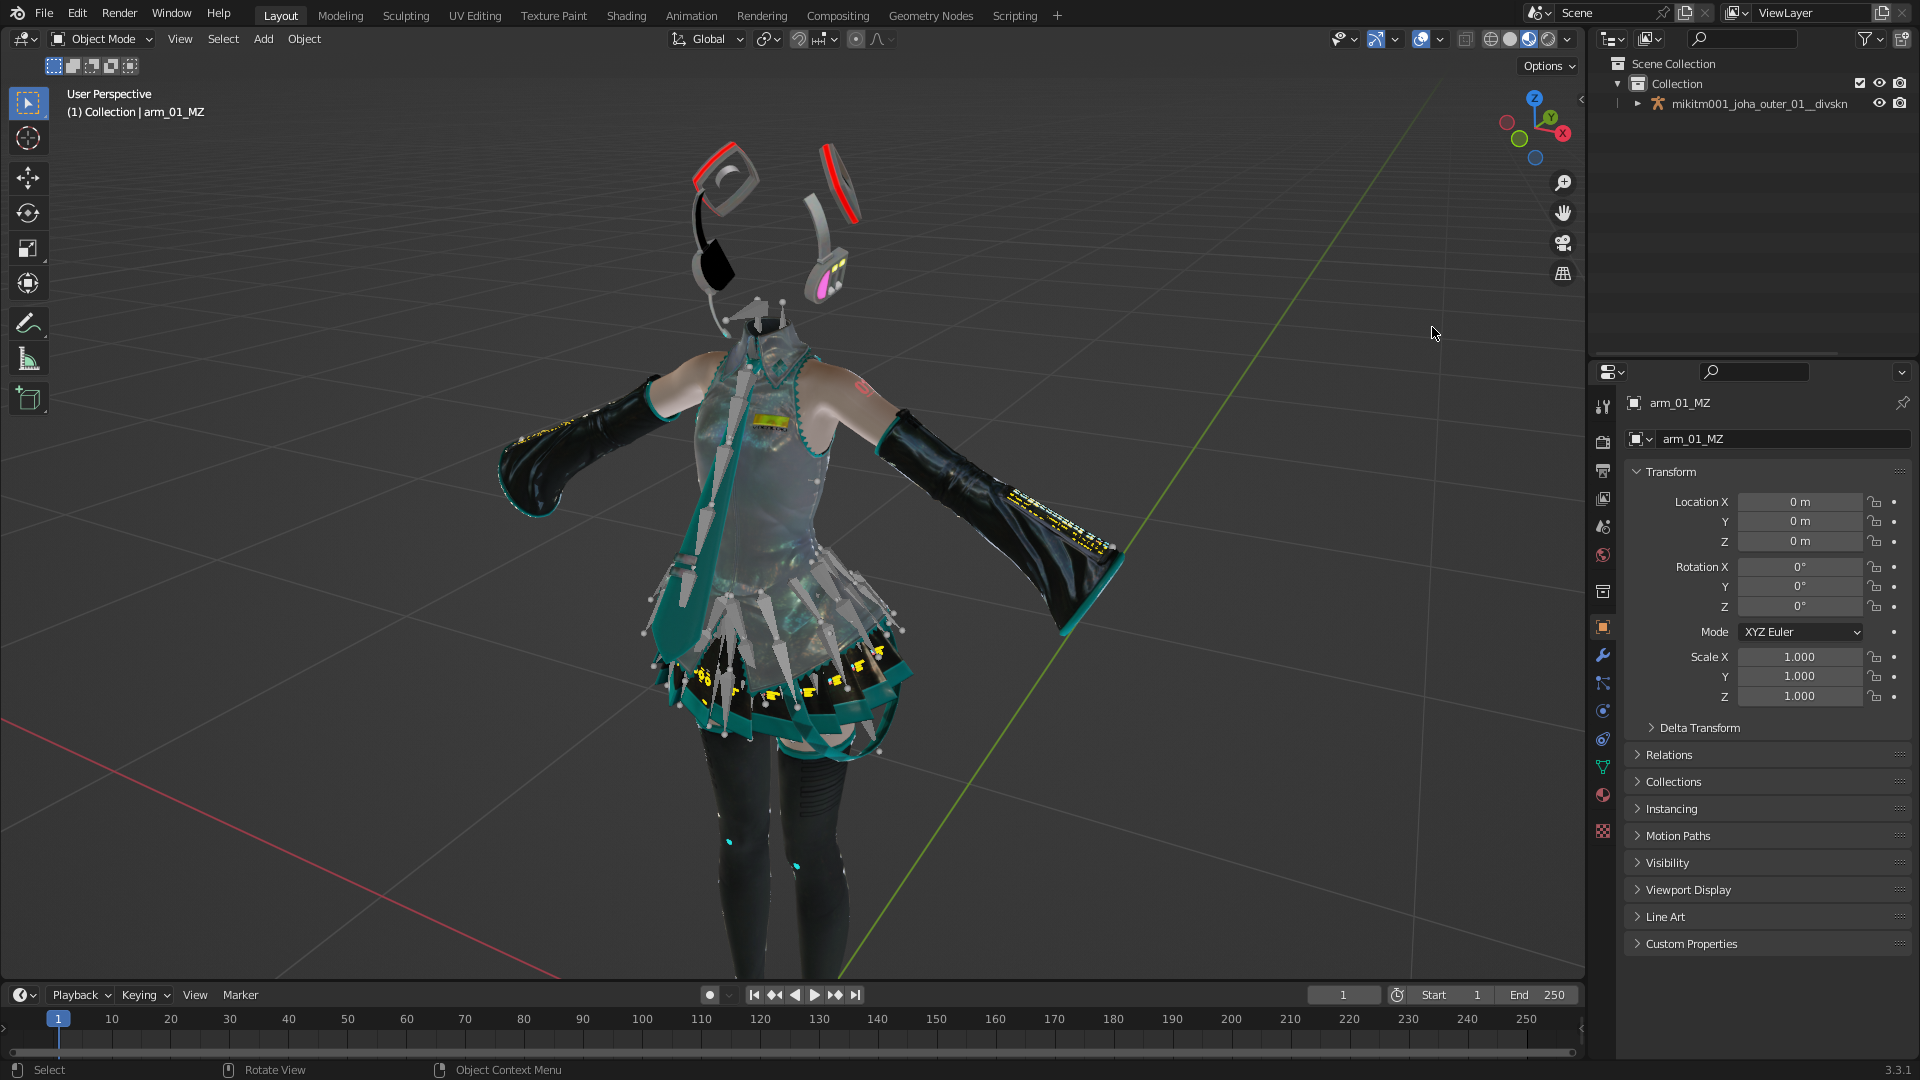 File Edit Render Window Help
Layout Modeling Sculpting UV Editing Texture Paint Shading Animation Rendering Compositing Geometry Nodes Scripting +
Scene
ViewLayer
Object Mode View Select Add Object
Global
Options
User Perspective
(1) Collection | arm_01_MZ
Z
Y
X
Scene Collection
Collection
mikitm001_joha_outer_01__divskn
arm_01_MZ
arm_01_MZ
Transform
Location X 0 m
Y 0 m
Z 0 m
Rotation X 0°
Y 0°
Z 0°
Mode XYZ Euler
Scale X 1.000
Y 1.000
Z 1.000
Delta Transform
Relations
Collections
Instancing
Motion Paths
Visibility
Viewport Display
Line Art
Custom Properties
Playback Keying View Marker
1
Start 1
End 250
1 10 20 30 40 50 60 70 80 90 100 110 120 130 140 150 160 170 180 190 200 210 220 230 240 250
Select
Rotate View
Object Context Menu
3.3.1